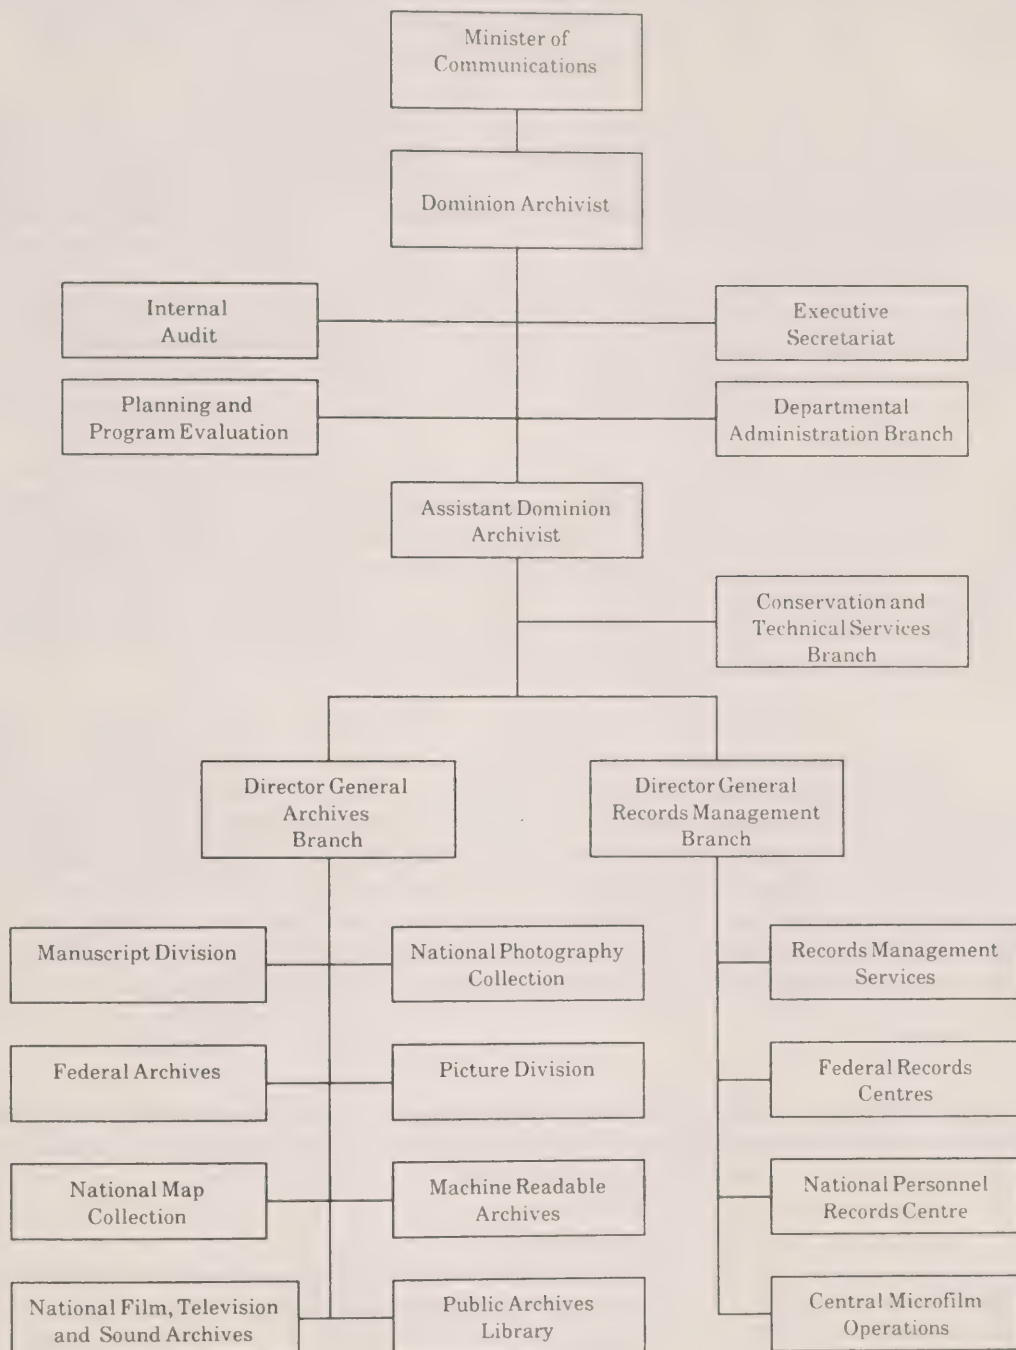 Minister of
Communications
Dominion Archivist
Internal
Audit
Executive
Secretariat
Planning and
Program Evaluation
Departmental
Administration Branch
Assistant Dominion
Archivist
Conservation and
Technical Services
Branch
Director General
Archives
Branch
Director General
Records Management
Branch
Manuscript Division
National Photography
Collection
Records Management
Services
Federal Archives
Picture Division
Federal Records
Centres
National Map
Collection
Machine Readable
Archives
National Personnel
Records Centre
National Film, Television
and Sound Archives
Public Archives
Library
Central Microfilm
Operations